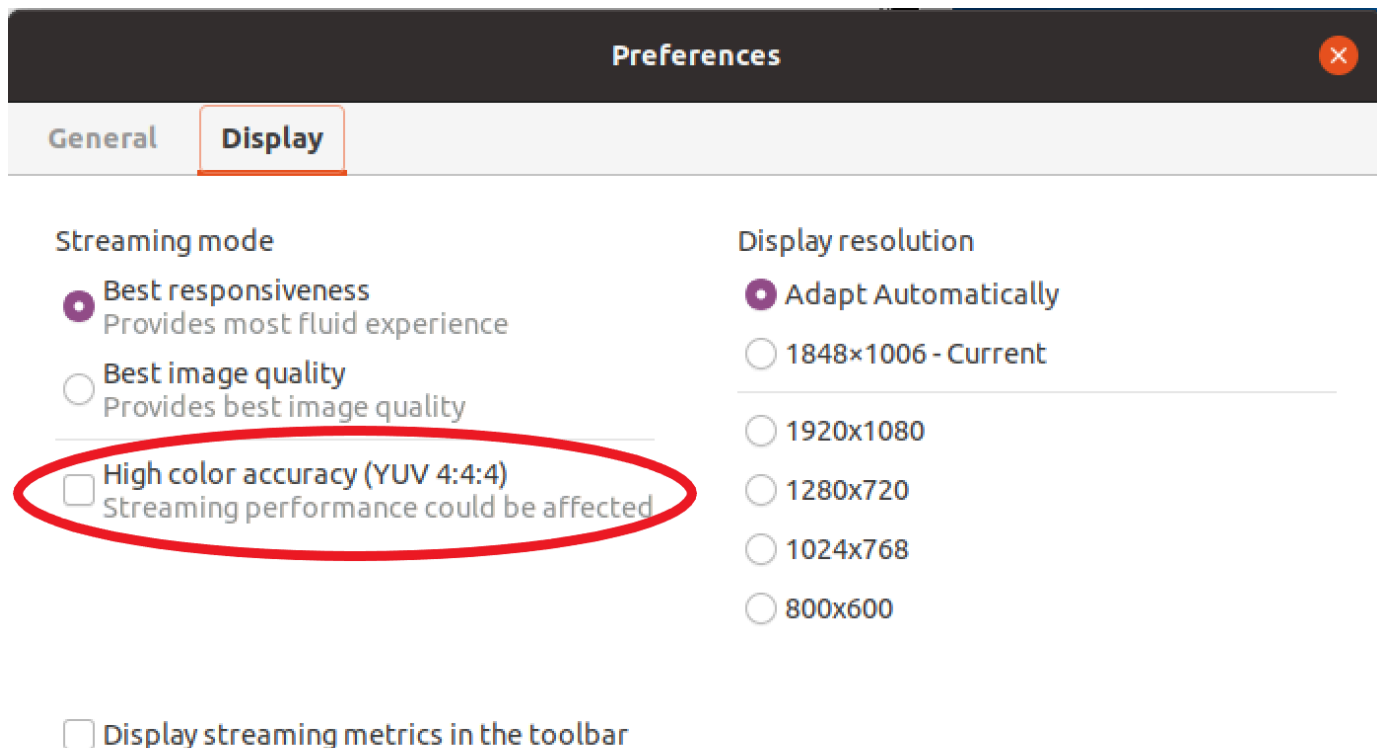 Preferences
General
Display
Streaming mode
Best responsiveness
Provides most fluid experience
Best image quality
Provides best image quality
High color accuracy (YUV 4:4:4)
Streaming performance could be affected
Display resolution
Adapt Automatically
1848×1006 - Current
1920x1080
1280x720
1024x768
800x600
Display streaming metrics in the toolbar